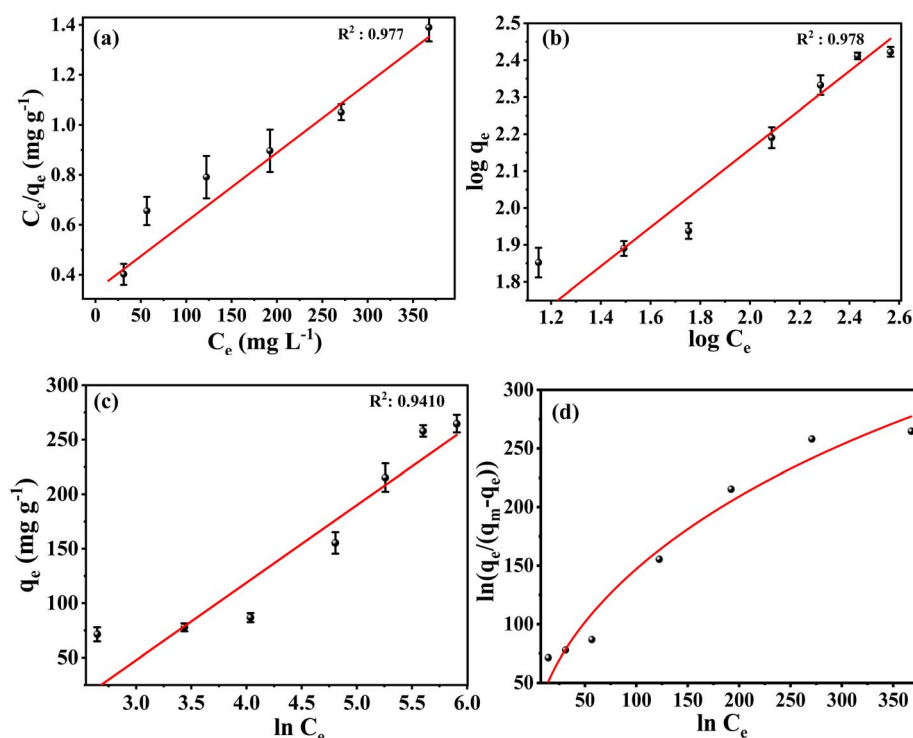 (a)
R² : 0.977
1.4
1.2
1.0
0.8
0.6
0.4
Cₑ/qₑ (mg g⁻¹)
0 50 100 150 200 250 300 350
Cₑ (mg L⁻¹)
(b)
R² : 0.978
2.5
2.4
2.3
2.2
2.1
2.0
1.9
1.8
log qₑ
1.2 1.4 1.6 1.8 2.0 2.2 2.4 2.6
log Cₑ
(c)
R²: 0.9410
300
250
200
150
100
50
qₑ (mg g⁻¹)
3.0 3.5 4.0 4.5 5.0 5.5 6.0
ln Cₑ
(d)
300
250
200
150
100
50
ln(qₑ/(qₘ-qₑ))
50 100 150 200 250 300 350
ln Cₑ